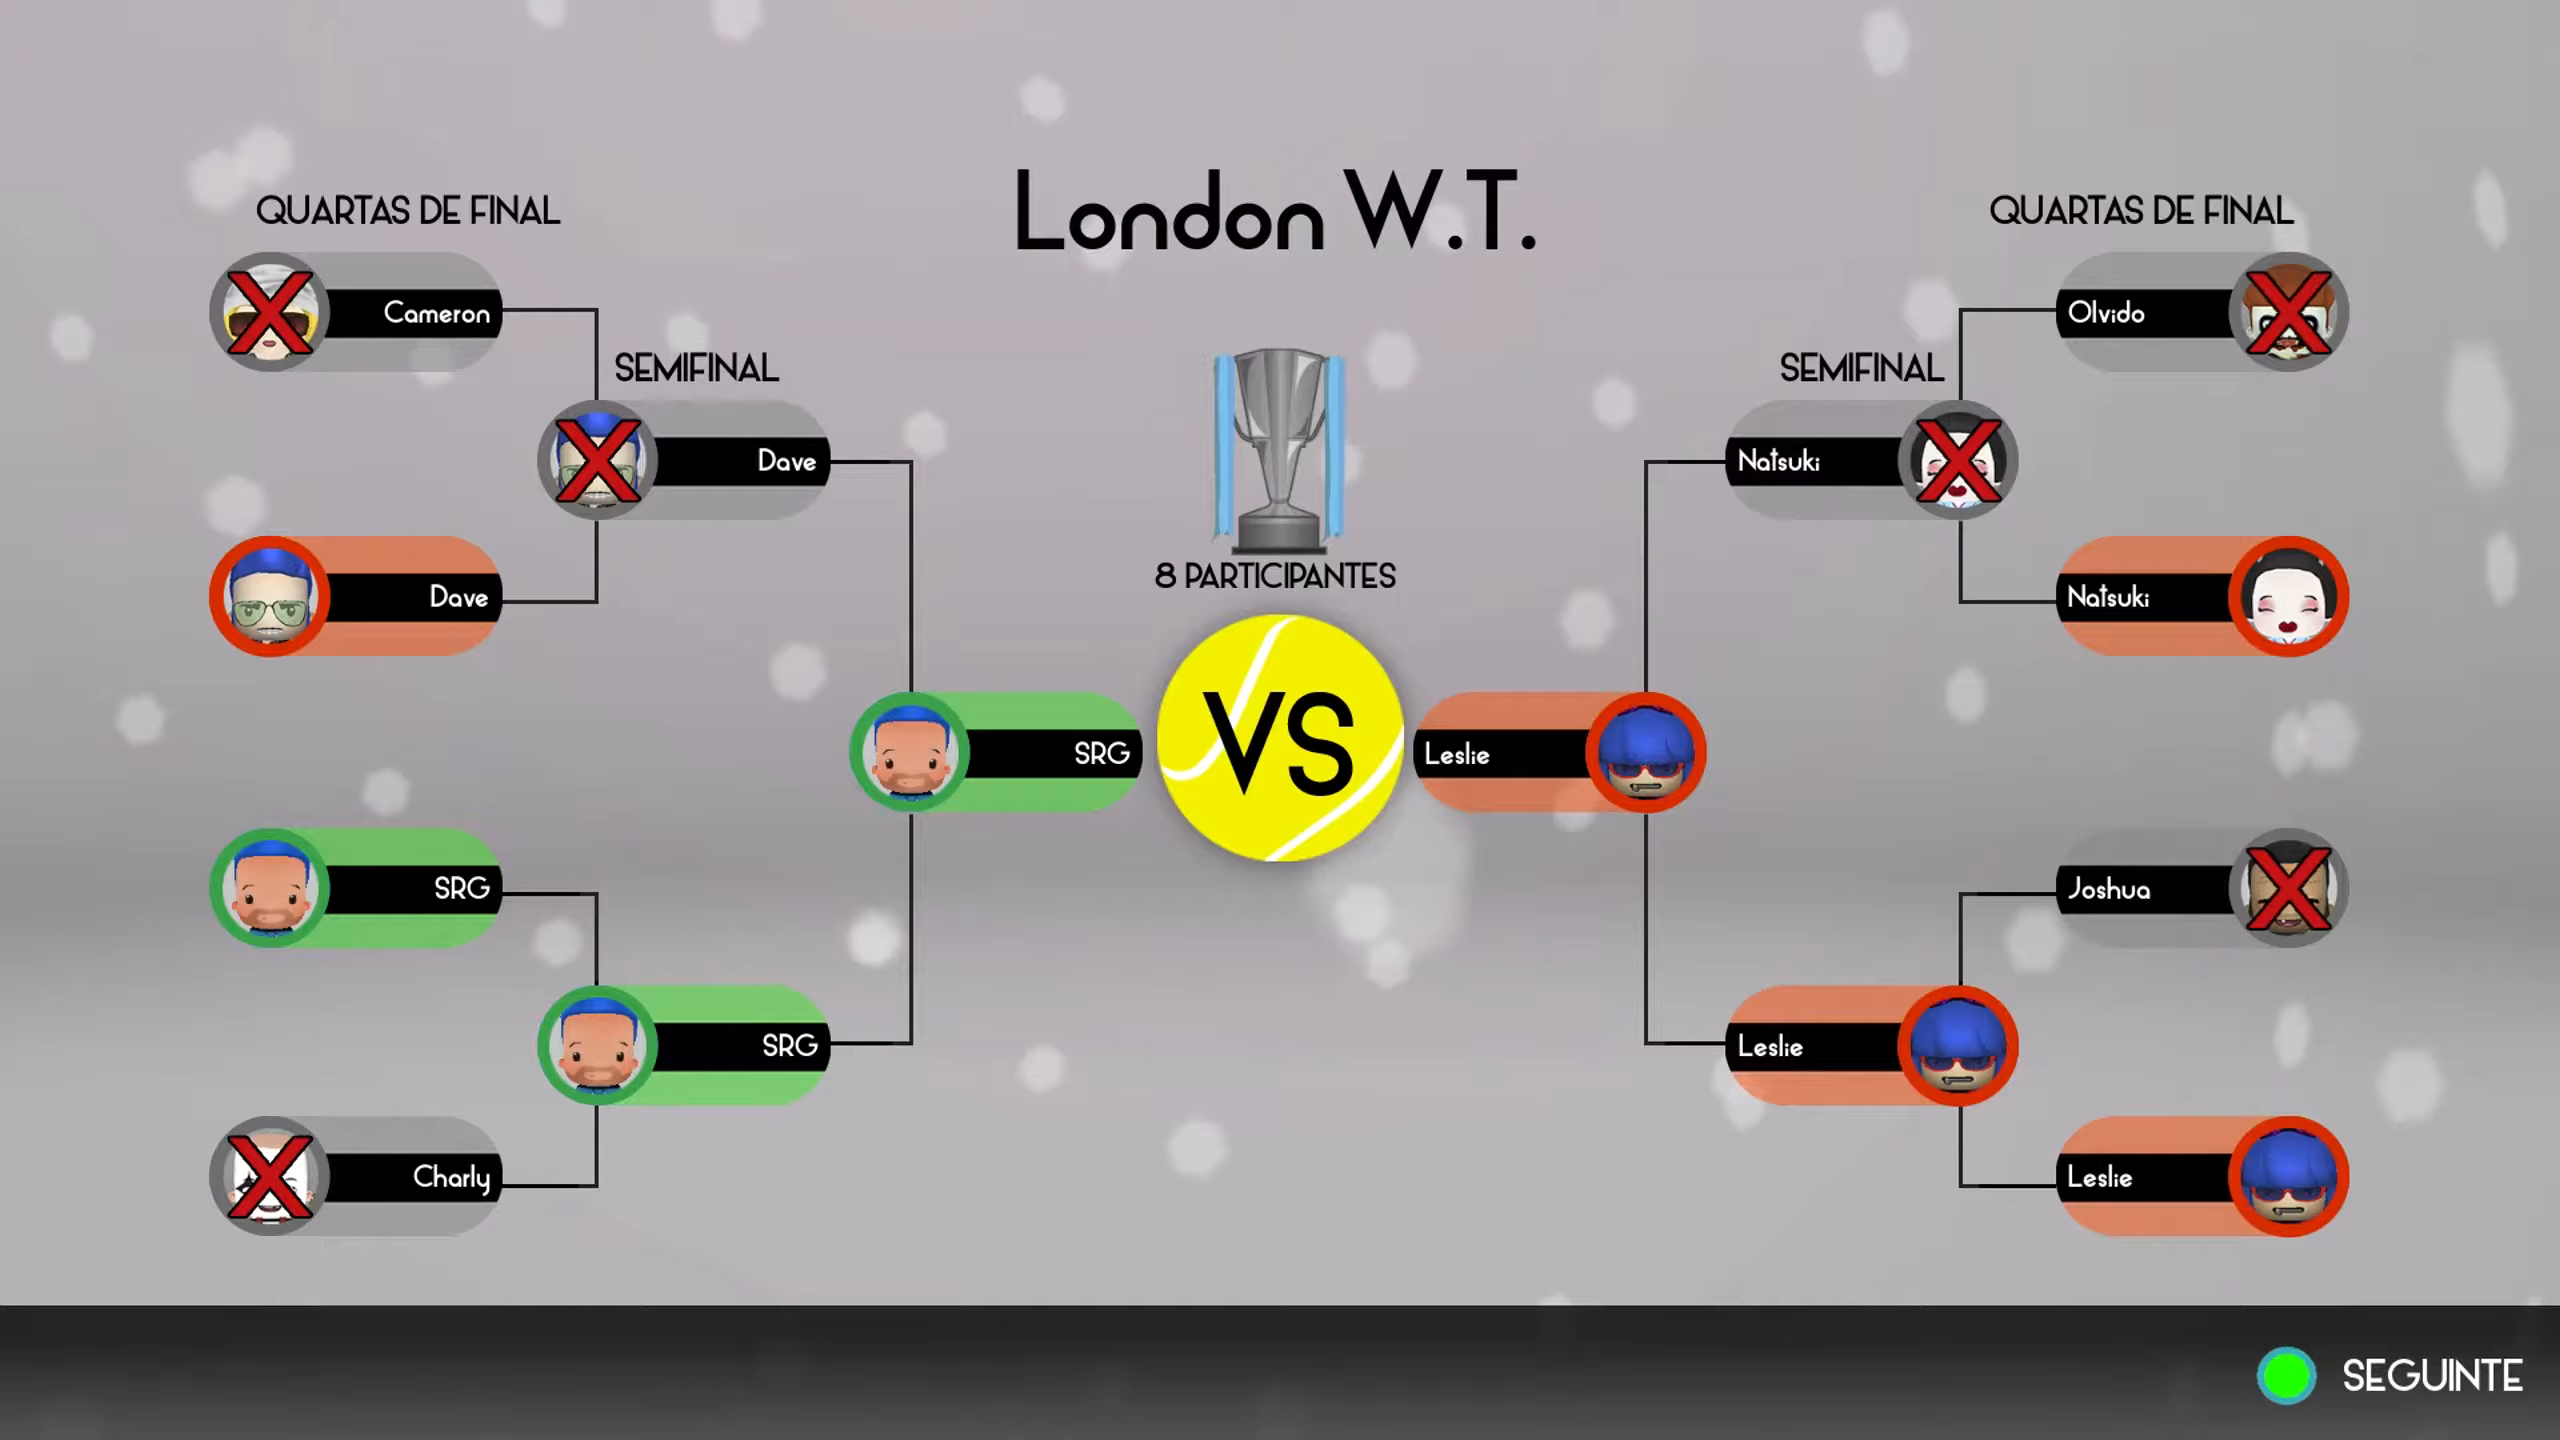 London W.T.
QUARTAS DE FINAL
QUARTAS DE FINAL
Cameron
Olvido
SEMIFINAL
SEMIFINAL
Dave
Natsuki
8 PARTICIPANTES
Dave
Natsuki
SRG
VS
Leslie
SRG
Joshua
SRG
Leslie
Charly
Leslie
SEGUINTE